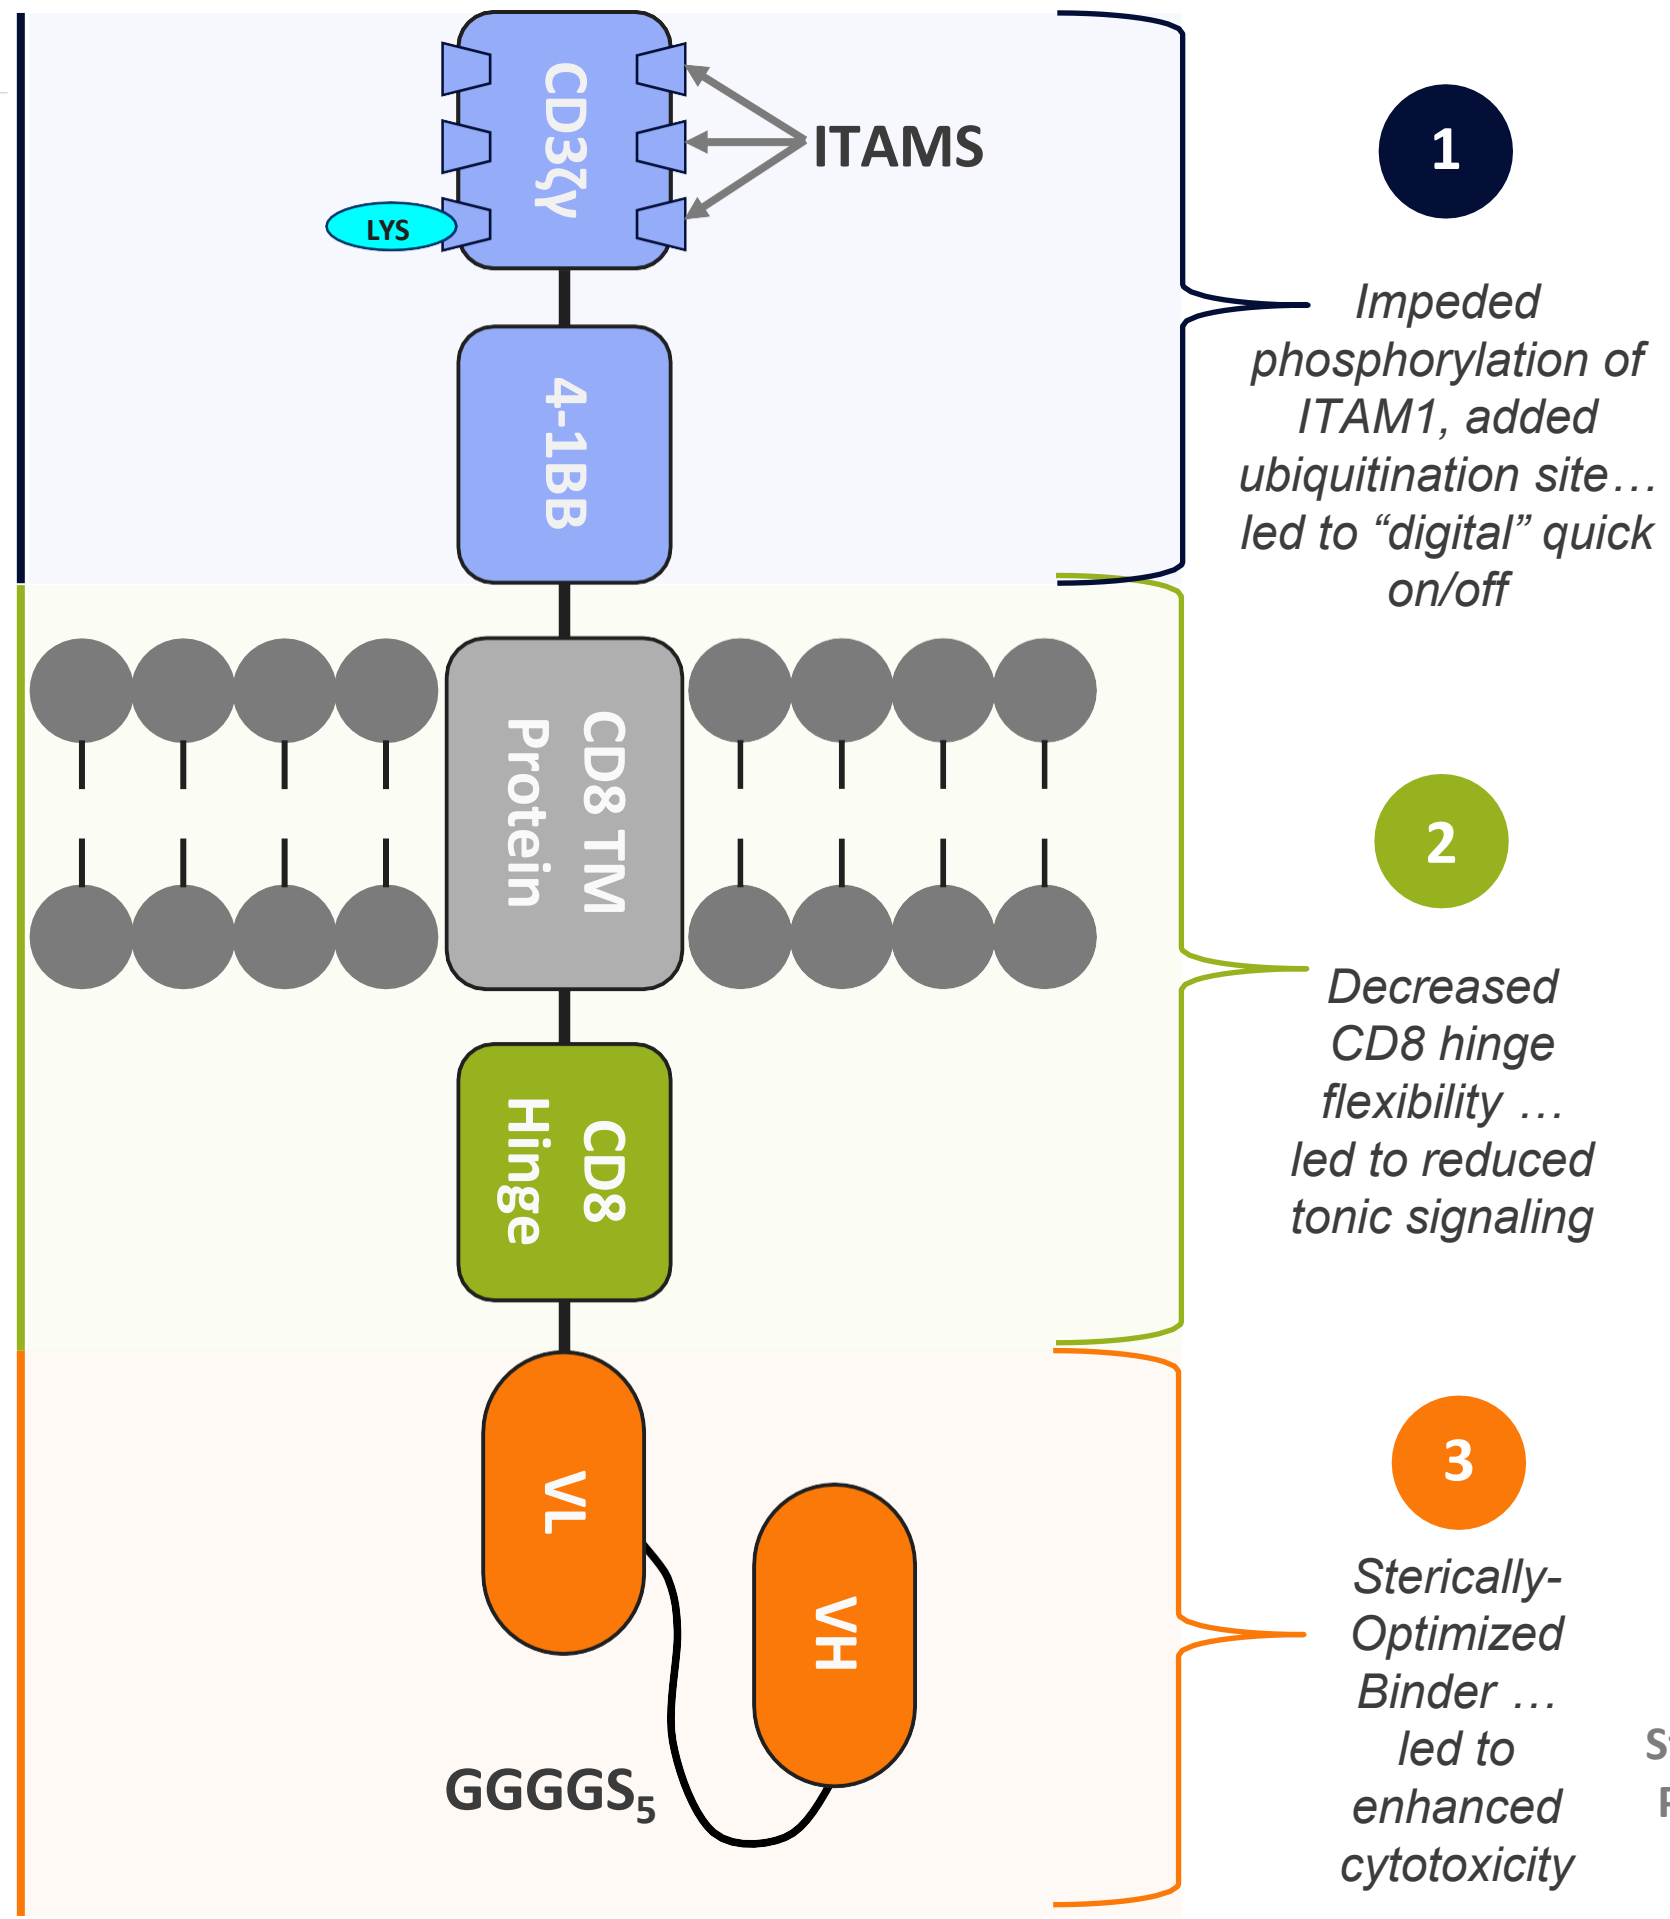 CD3ζγ
ITAMS
LYS
4-1BB
1
Impeded
phosphorylation of
ITAM1, added
ubiquitination site…
led to “digital” quick
on/off
CD8 TM
Protein
2
Decreased
CD8 hinge
flexibility …
led to reduced
tonic signaling
CD8
Hinge
VL
VH
GGGGS5
3
Sterically-
Optimized
Binder …
led to
enhanced
cytotoxicity